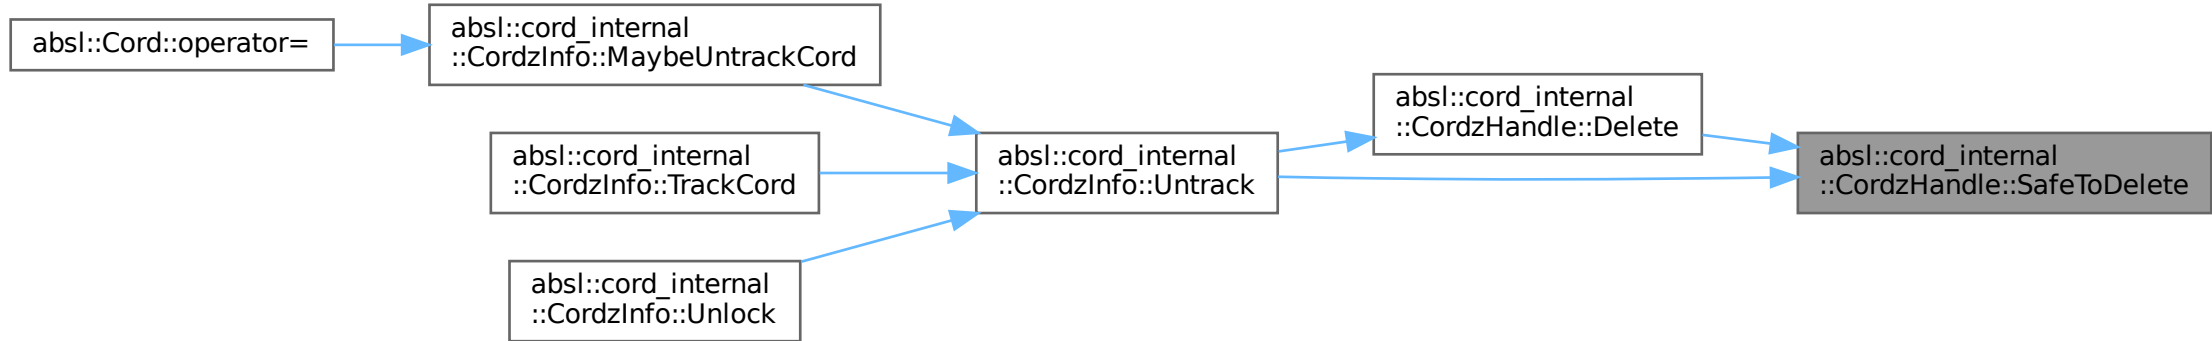 absl::Cord::operator=
absl::cord_internal
::CordzInfo::MaybeUntrackCord
absl::cord_internal
::CordzInfo::TrackCord
absl::cord_internal
::CordzInfo::Unlock
absl::cord_internal
::CordzInfo::Untrack
absl::cord_internal
::CordzHandle::Delete
absl::cord_internal
::CordzHandle::SafeToDelete